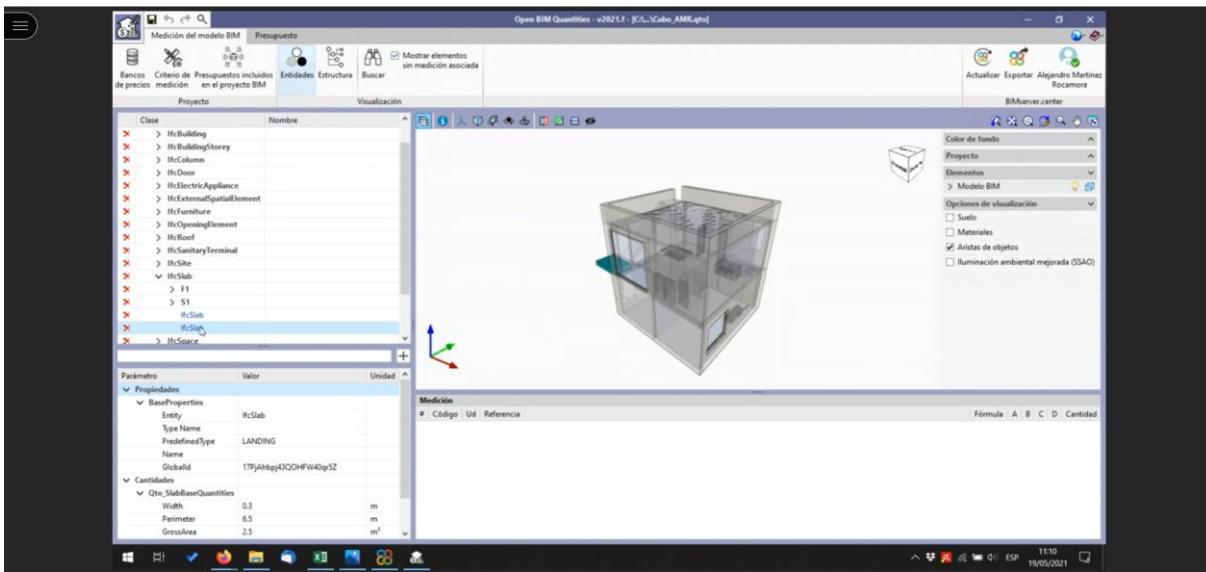 Open BIM Quantities - v2021.f - [C:\...\Cubo_AMR.qto]
Medición del modelo BIM Presupuesto
Bancos de precios
Criterio de medición
Presupuestos incluidos en el proyecto BIM
Entidades
Estructura
Buscar
Mostrar elementos
sin medición asociada
Actualizar
Exportar
Alejandro Martínez
Rocamora
Proyecto
Visualización
BIMserver.center
Clase Nombre
IfcBuilding
IfcBuildingStorey
IfcColumn
IfcDoor
IfcElectricAppliance
IfcExternalSpatialElement
IfcFurniture
IfcOpeningElement
IfcRoof
IfcSanitaryTerminal
IfcSite
IfcSlab
F1
S1
IfcSlab
IfcSlab
IfcSpace
Parámetro Valor Unidad
Propiedades
BaseProperties
Entity IfcSlab
Type Name
PredefinedType LANDING
Name
GlobalId 17PjAhbpj43QOHFW40qr5Z
Cantidades
Qto_SlabBaseQuantities
Width 0.3 m
Perimeter 6.5 m
GrossArea 2.5 m²
Color de fondo
Proyecto
Elementos
Modelo BIM
Opciones de visualización
Suelo
Materiales
Aristas de objetos
Iluminación ambiental mejorada (SSAO)
Medición
# Código Ud Referencia Fórmula A B C D Cantidad
ESP
11:10
19/05/2021